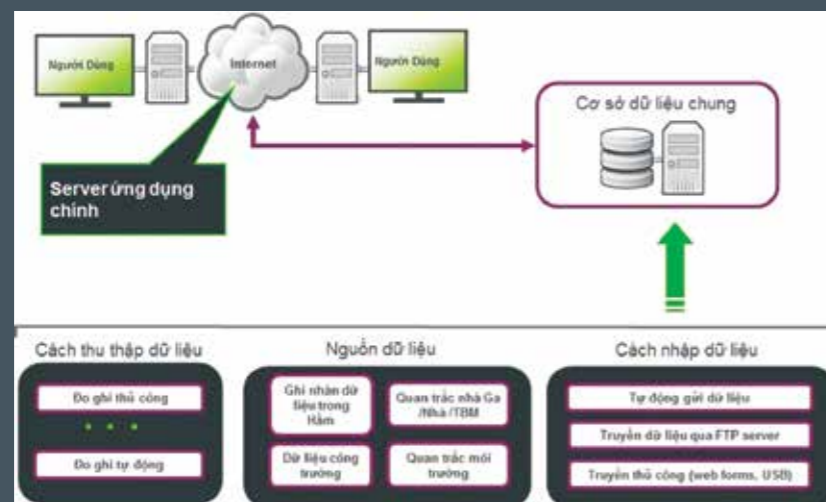 Người Dùng
Internet
Người Dùng
Cơ sở dữ liệu chung
Server ứng dụng
chính
Cách thu thập dữ liệu
Đo ghi thủ công
Đo ghi tự động
Nguồn dữ liệu
Ghi nhận dữ
liệu trong
Hầm
Quan trắc nhà Ga
/Nhà /TBM
Dữ liệu công
trường
Quan trắc môi
trường
Cách nhập dữ liệu
Tự động gửi dữ liệu
Truyền dữ liệu qua FTP server
Truyền thủ công (web forms, USB)